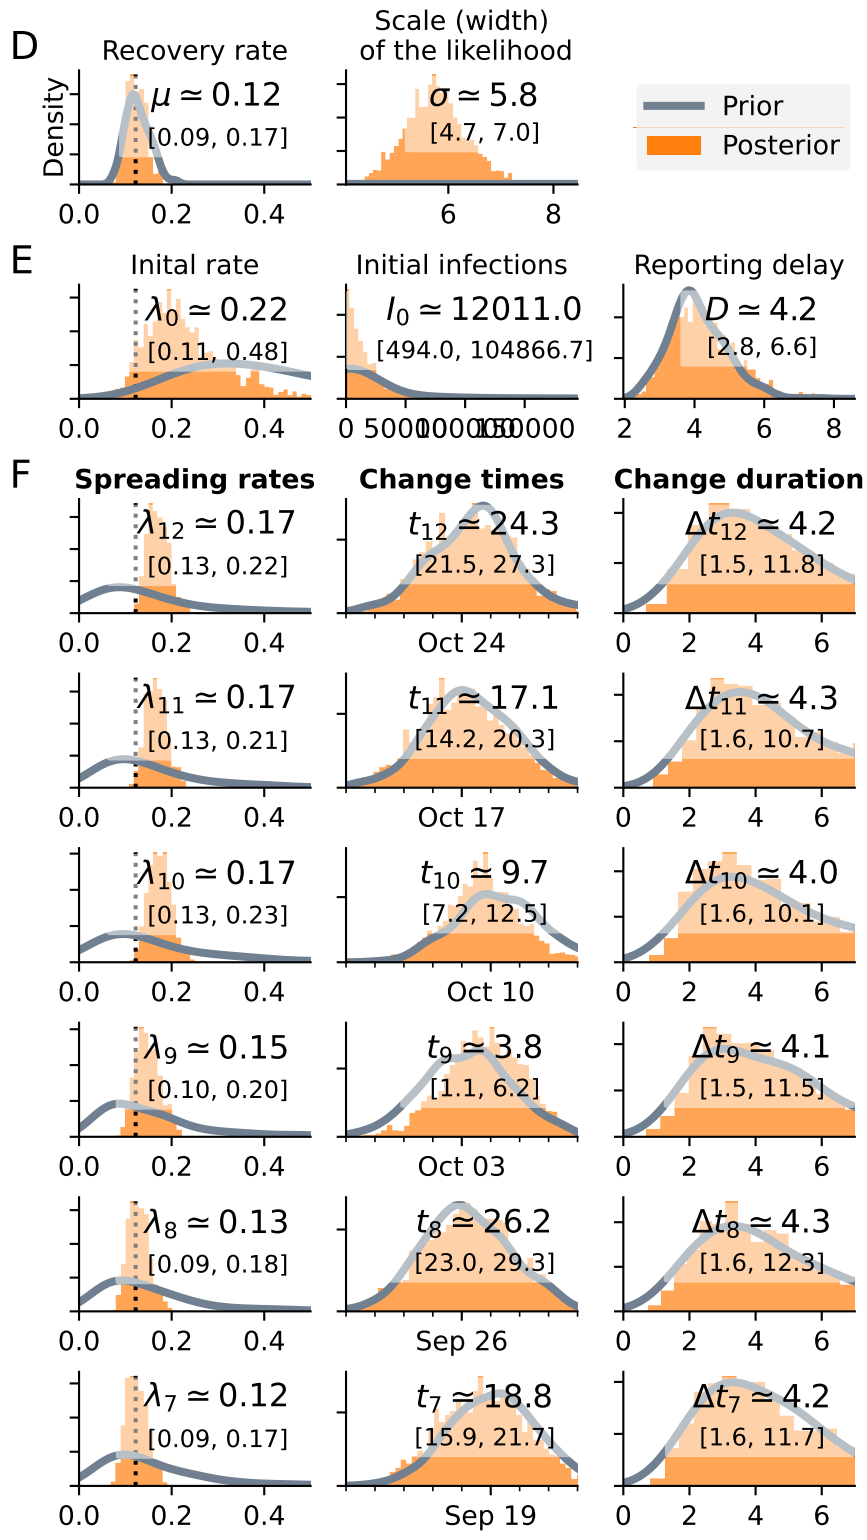 D
Recovery rate
Scale (width)
of the likelihood
Density
μ ≃ 0.12
[0.09, 0.17]
0.0 0.2 0.4
σ ≃ 5.8
[4.7, 7.0]
6 8
Prior
Posterior
E
Inital rate
λ0 ≃ 0.22
[0.11, 0.48]
0.0 0.2 0.4
Initial infections
I0 ≃ 12011.0
[494.0, 104866.7]
0 50000 100000 150000
Reporting delay
D ≃ 4.2
[2.8, 6.6]
2 4 6 8
F
Spreading rates Change times Change duration
λ12 ≃ 0.17
[0.13, 0.22]
0.0 0.2 0.4
t12 ≃ 24.3
[21.5, 27.3]
Oct 24
Δt12 ≃ 4.2
[1.5, 11.8]
0 2 4 6
λ11 ≃ 0.17
[0.13, 0.21]
0.0 0.2 0.4
t11 ≃ 17.1
[14.2, 20.3]
Oct 17
Δt11 ≃ 4.3
[1.6, 10.7]
0 2 4 6
λ10 ≃ 0.17
[0.13, 0.23]
0.0 0.2 0.4
t10 ≃ 9.7
[7.2, 12.5]
Oct 10
Δt10 ≃ 4.0
[1.6, 10.1]
0 2 4 6
λ9 ≃ 0.15
[0.10, 0.20]
0.0 0.2 0.4
t9 ≃ 3.8
[1.1, 6.2]
Oct 03
Δt9 ≃ 4.1
[1.5, 11.5]
0 2 4 6
λ8 ≃ 0.13
[0.09, 0.18]
0.0 0.2 0.4
t8 ≃ 26.2
[23.0, 29.3]
Sep 26
Δt8 ≃ 4.3
[1.6, 12.3]
0 2 4 6
λ7 ≃ 0.12
[0.09, 0.17]
0.0 0.2 0.4
t7 ≃ 18.8
[15.9, 21.7]
Sep 19
Δt7 ≃ 4.2
[1.6, 11.7]
0 2 4 6